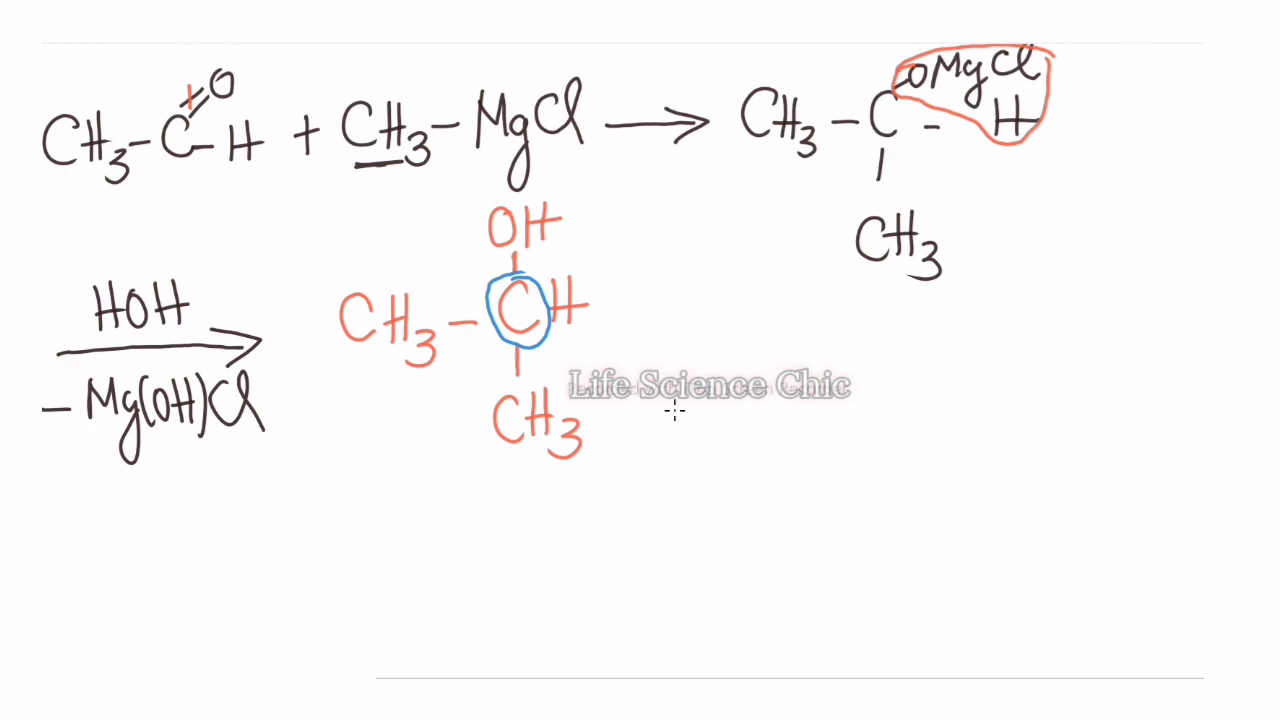 O OMgCl
CH3-C-H + CH3-MgCl → CH3-C-H
CH3
OH
HOH CH3-CH
-Mg(OH)Cl CH3
Life Science Chic